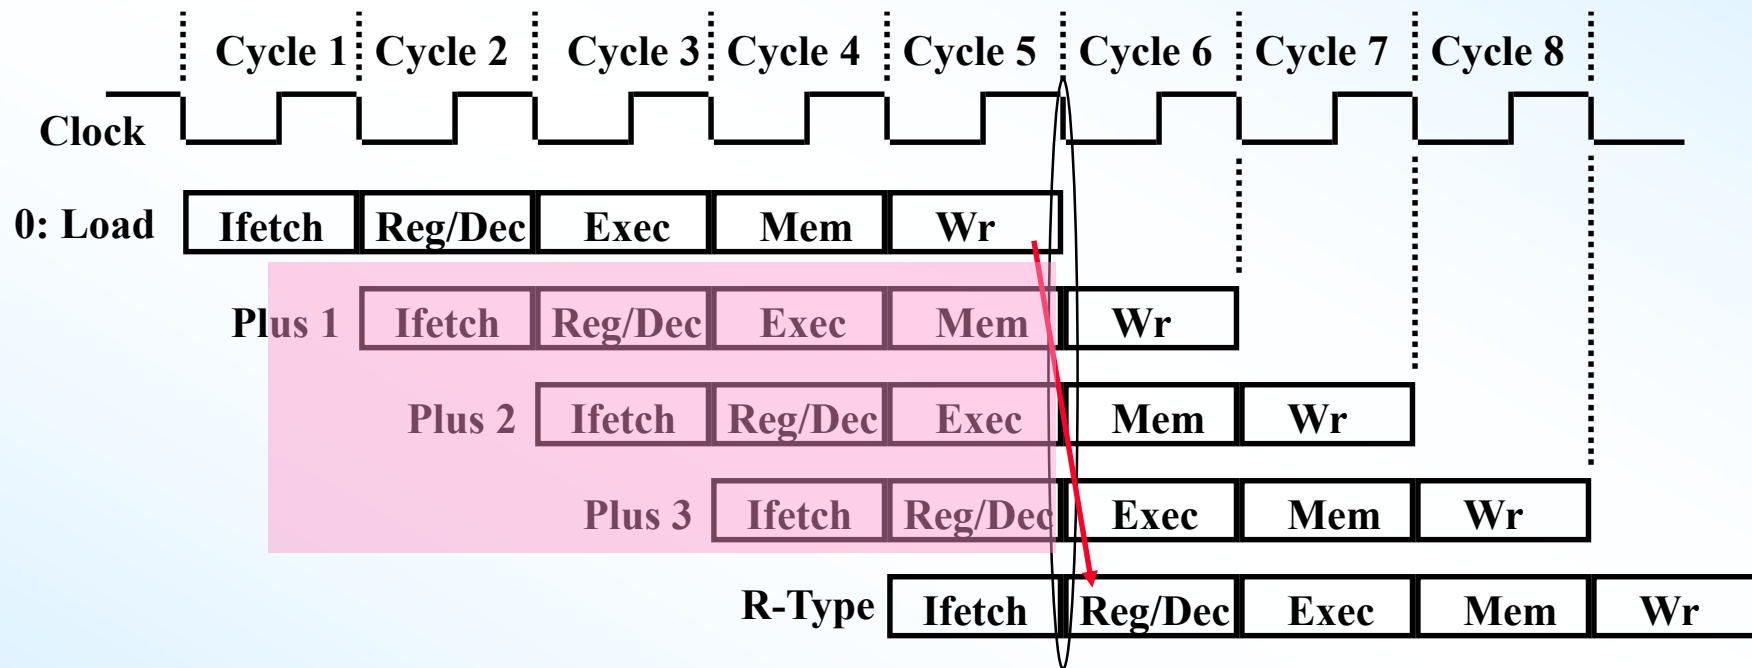 Cycle 1 Cycle 2 Cycle 3 Cycle 4 Cycle 5 Cycle 6 Cycle 7 Cycle 8
Clock
0: Load Ifetch Reg/Dec Exec Mem Wr
Plus 1 Ifetch Reg/Dec Exec Mem Wr
Plus 2 Ifetch Reg/Dec Exec Mem Wr
Plus 3 Ifetch Reg/Dec Exec Mem Wr
R-Type Ifetch Reg/Dec Exec Mem Wr